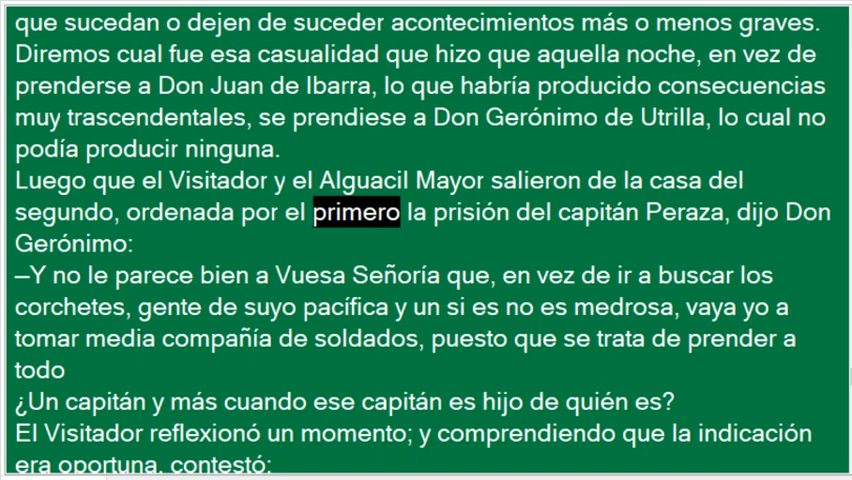 que sucedan o dejen de suceder acontecimientos más o menos graves.
Diremos cual fue esa casualidad que hizo que aquella noche, en vez de
prenderse a Don Juan de Ibarra, lo que habría producido consecuencias
muy trascendentales, se prendiese a Don Gerónimo de Utrilla, lo cual no
podía producir ninguna.
Luego que el Visitador y el Alguacil Mayor salieron de la casa del
segundo, ordenada por el primero la prisión del capitán Peraza, dijo Don
Gerónimo:
–Y no le parece bien a Vuesa Señoría que, en vez de ir a buscar los
corchetes, gente de suyo pacífica y un si es no es medrosa, vaya yo a
tomar media compañía de soldados, puesto que se trata de prender a
todo
¿Un capitán y más cuando ese capitán es hijo de quién es?
El Visitador reflexionó un momento; y comprendiendo que la indicación
era oportuna, contestó: